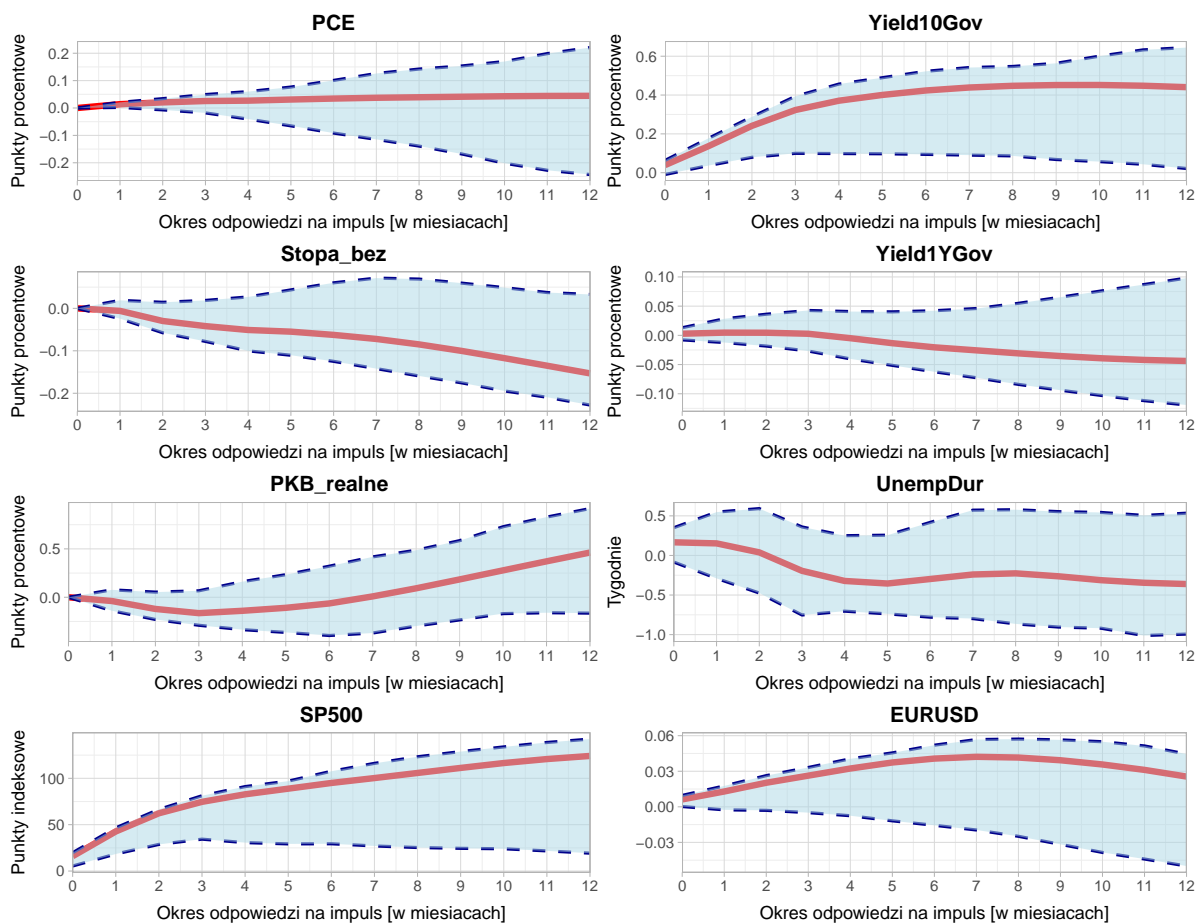 PCE
Punkty procentowe
0.2
0.1
0.0
−0.1
−0.2
0 1 2 3 4 5 6 7 8 9 10 11 12
Okres odpowiedzi na impuls [w miesiacach]
Yield10Gov
Punkty procentowe
0.6
0.4
0.2
0.0
0 1 2 3 4 5 6 7 8 9 10 11 12
Okres odpowiedzi na impuls [w miesiacach]
Stopa_bez
Punkty procentowe
0.0
−0.1
−0.2
0 1 2 3 4 5 6 7 8 9 10 11 12
Okres odpowiedzi na impuls [w miesiacach]
Yield1YGov
Punkty procentowe
0.10
0.05
0.00
−0.05
−0.10
0 1 2 3 4 5 6 7 8 9 10 11 12
Okres odpowiedzi na impuls [w miesiacach]
PKB_realne
Punkty procentowe
0.5
0.0
0 1 2 3 4 5 6 7 8 9 10 11 12
Okres odpowiedzi na impuls [w miesiacach]
UnempDur
Tygodnie
0.5
0.0
−0.5
−1.0
0 1 2 3 4 5 6 7 8 9 10 11 12
Okres odpowiedzi na impuls [w miesiacach]
SP500
Punkty indeksowe
100
50
0
0 1 2 3 4 5 6 7 8 9 10 11 12
Okres odpowiedzi na impuls [w miesiacach]
EURUSD
Punkty procentowe
0.06
0.03
0.00
−0.03
0 1 2 3 4 5 6 7 8 9 10 11 12
Okres odpowiedzi na impuls [w miesiacach]